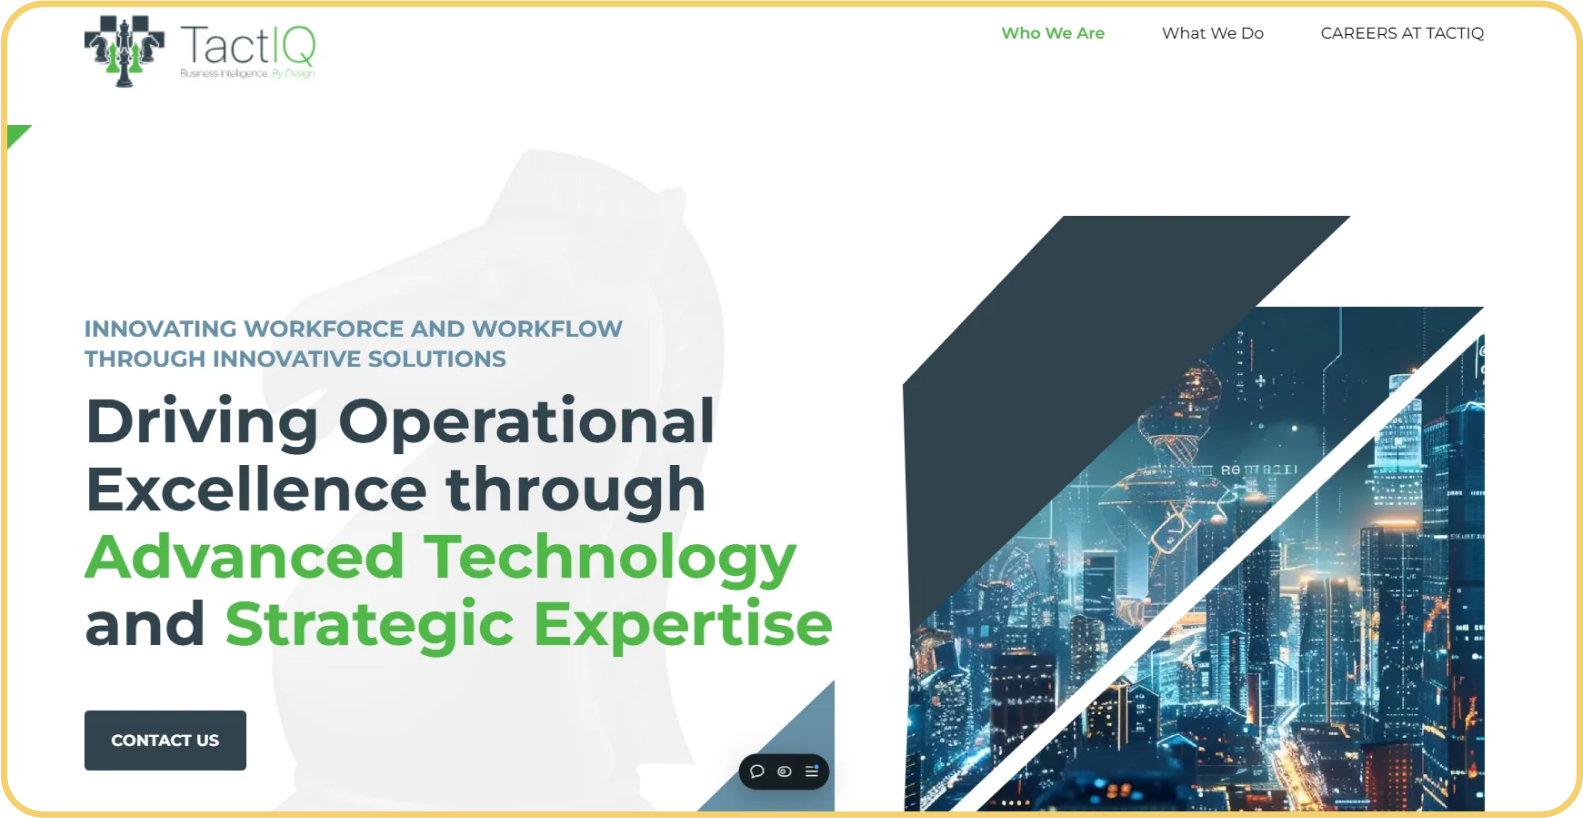 TactIQ
Business Intelligence. By Design
Who We Are
What We Do
CAREERS AT TACTIQ
INNOVATING WORKFORCE AND WORKFLOW
THROUGH INNOVATIVE SOLUTIONS
Driving Operational
Excellence through
Advanced Technology
and Strategic Expertise
CONTACT US